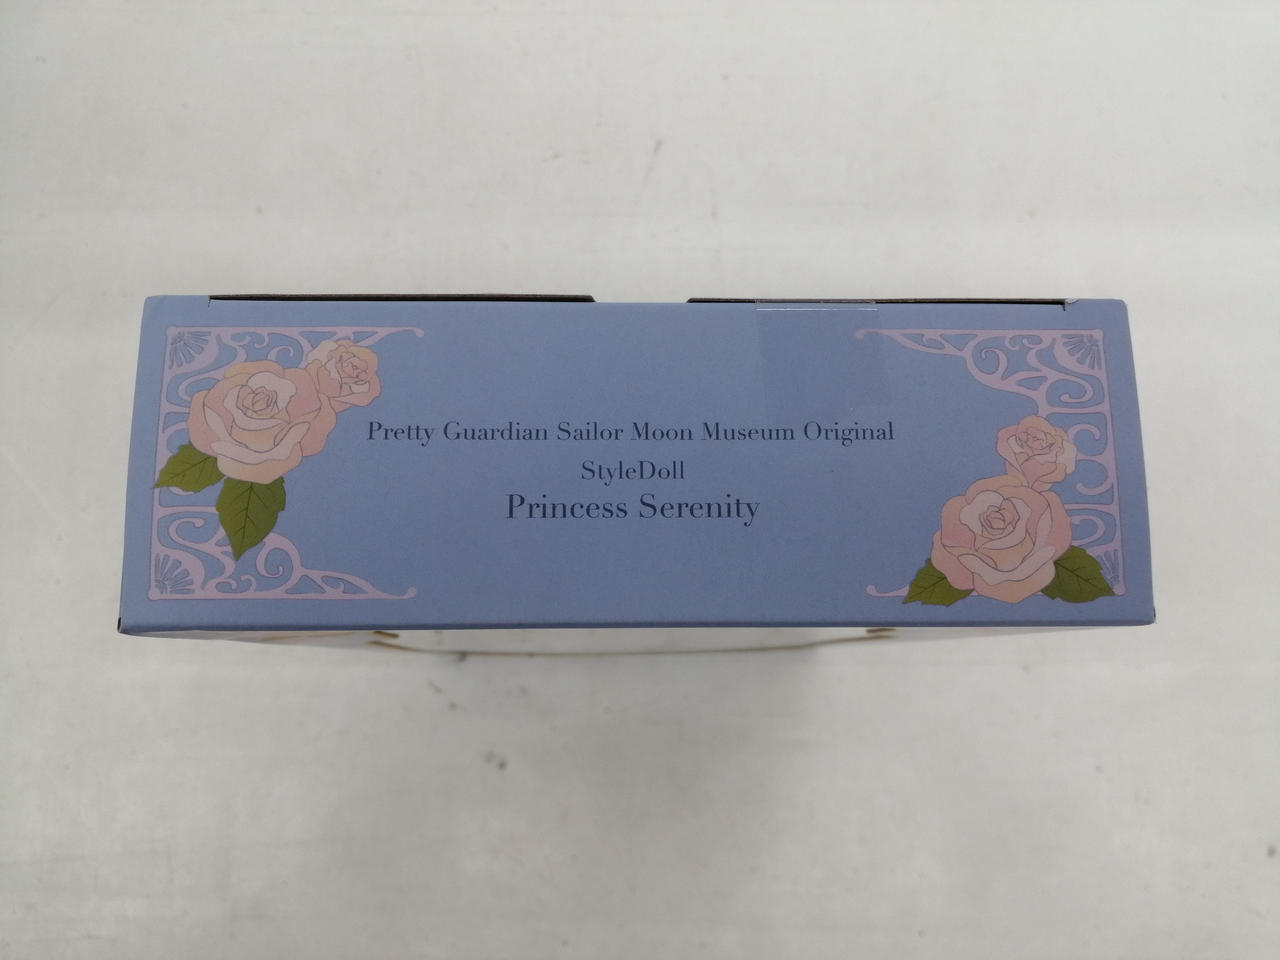 Pretty Guardian Sailor Moon Museum Original
StyleDoll
Princess Serenity